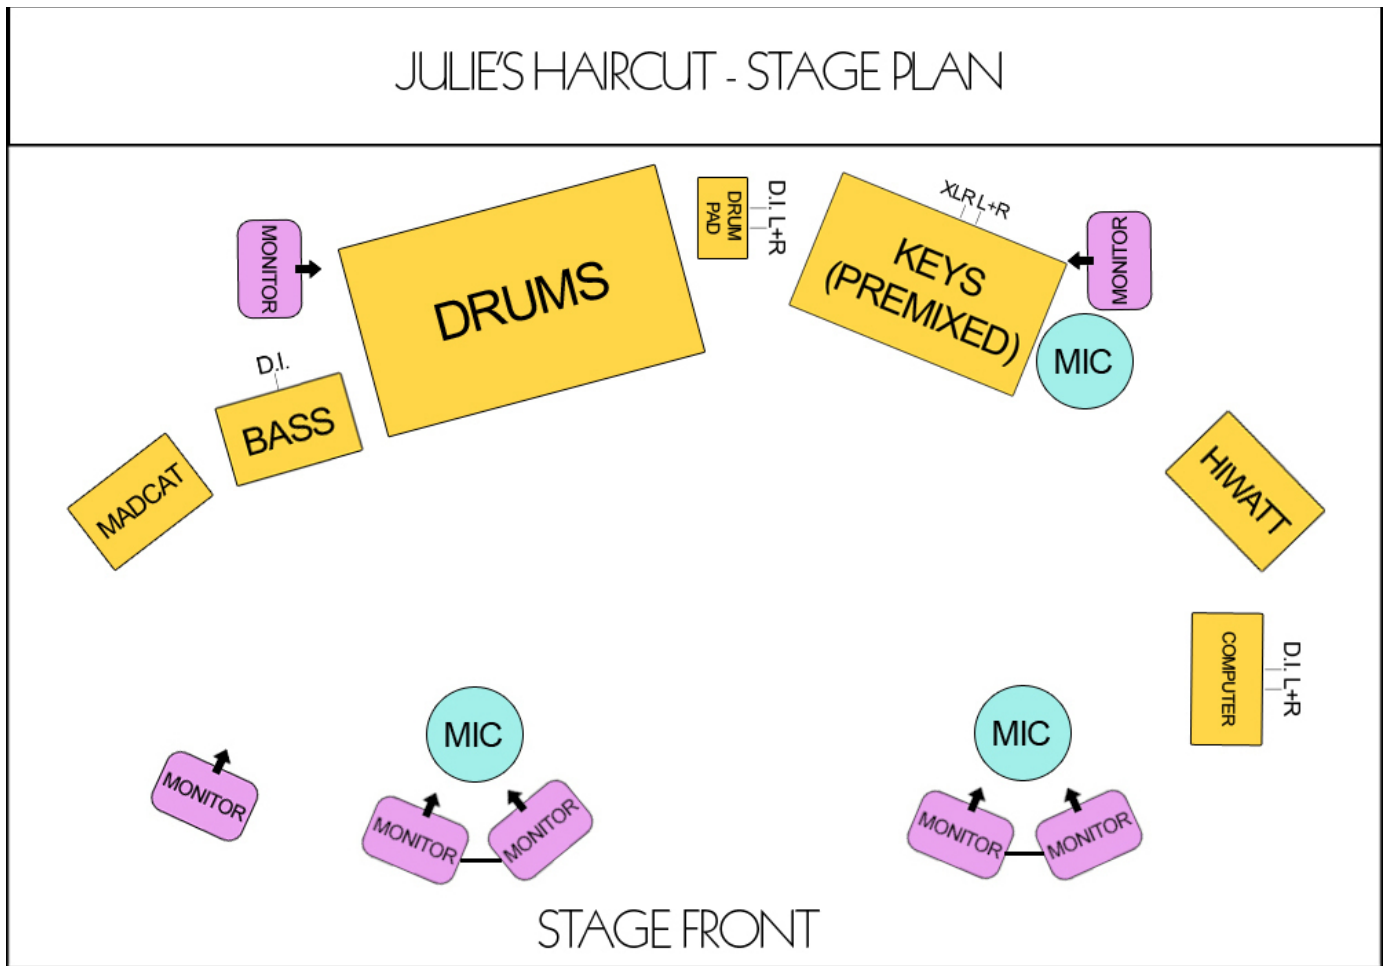 JULIE'S HAIRCUT - STAGE PLAN
MONITOR
DRUMS
DRUM
PAD
D.I. L+R
XLR L+R
KEYS
(PREMIXED)
MONITOR
MIC
D.I.
BASS
MADCAT
HIWATT
COMPUTER
D.I. L+R
MIC
MIC
MONITOR
MONITOR
MONITOR
MONITOR
MONITOR
STAGE FRONT